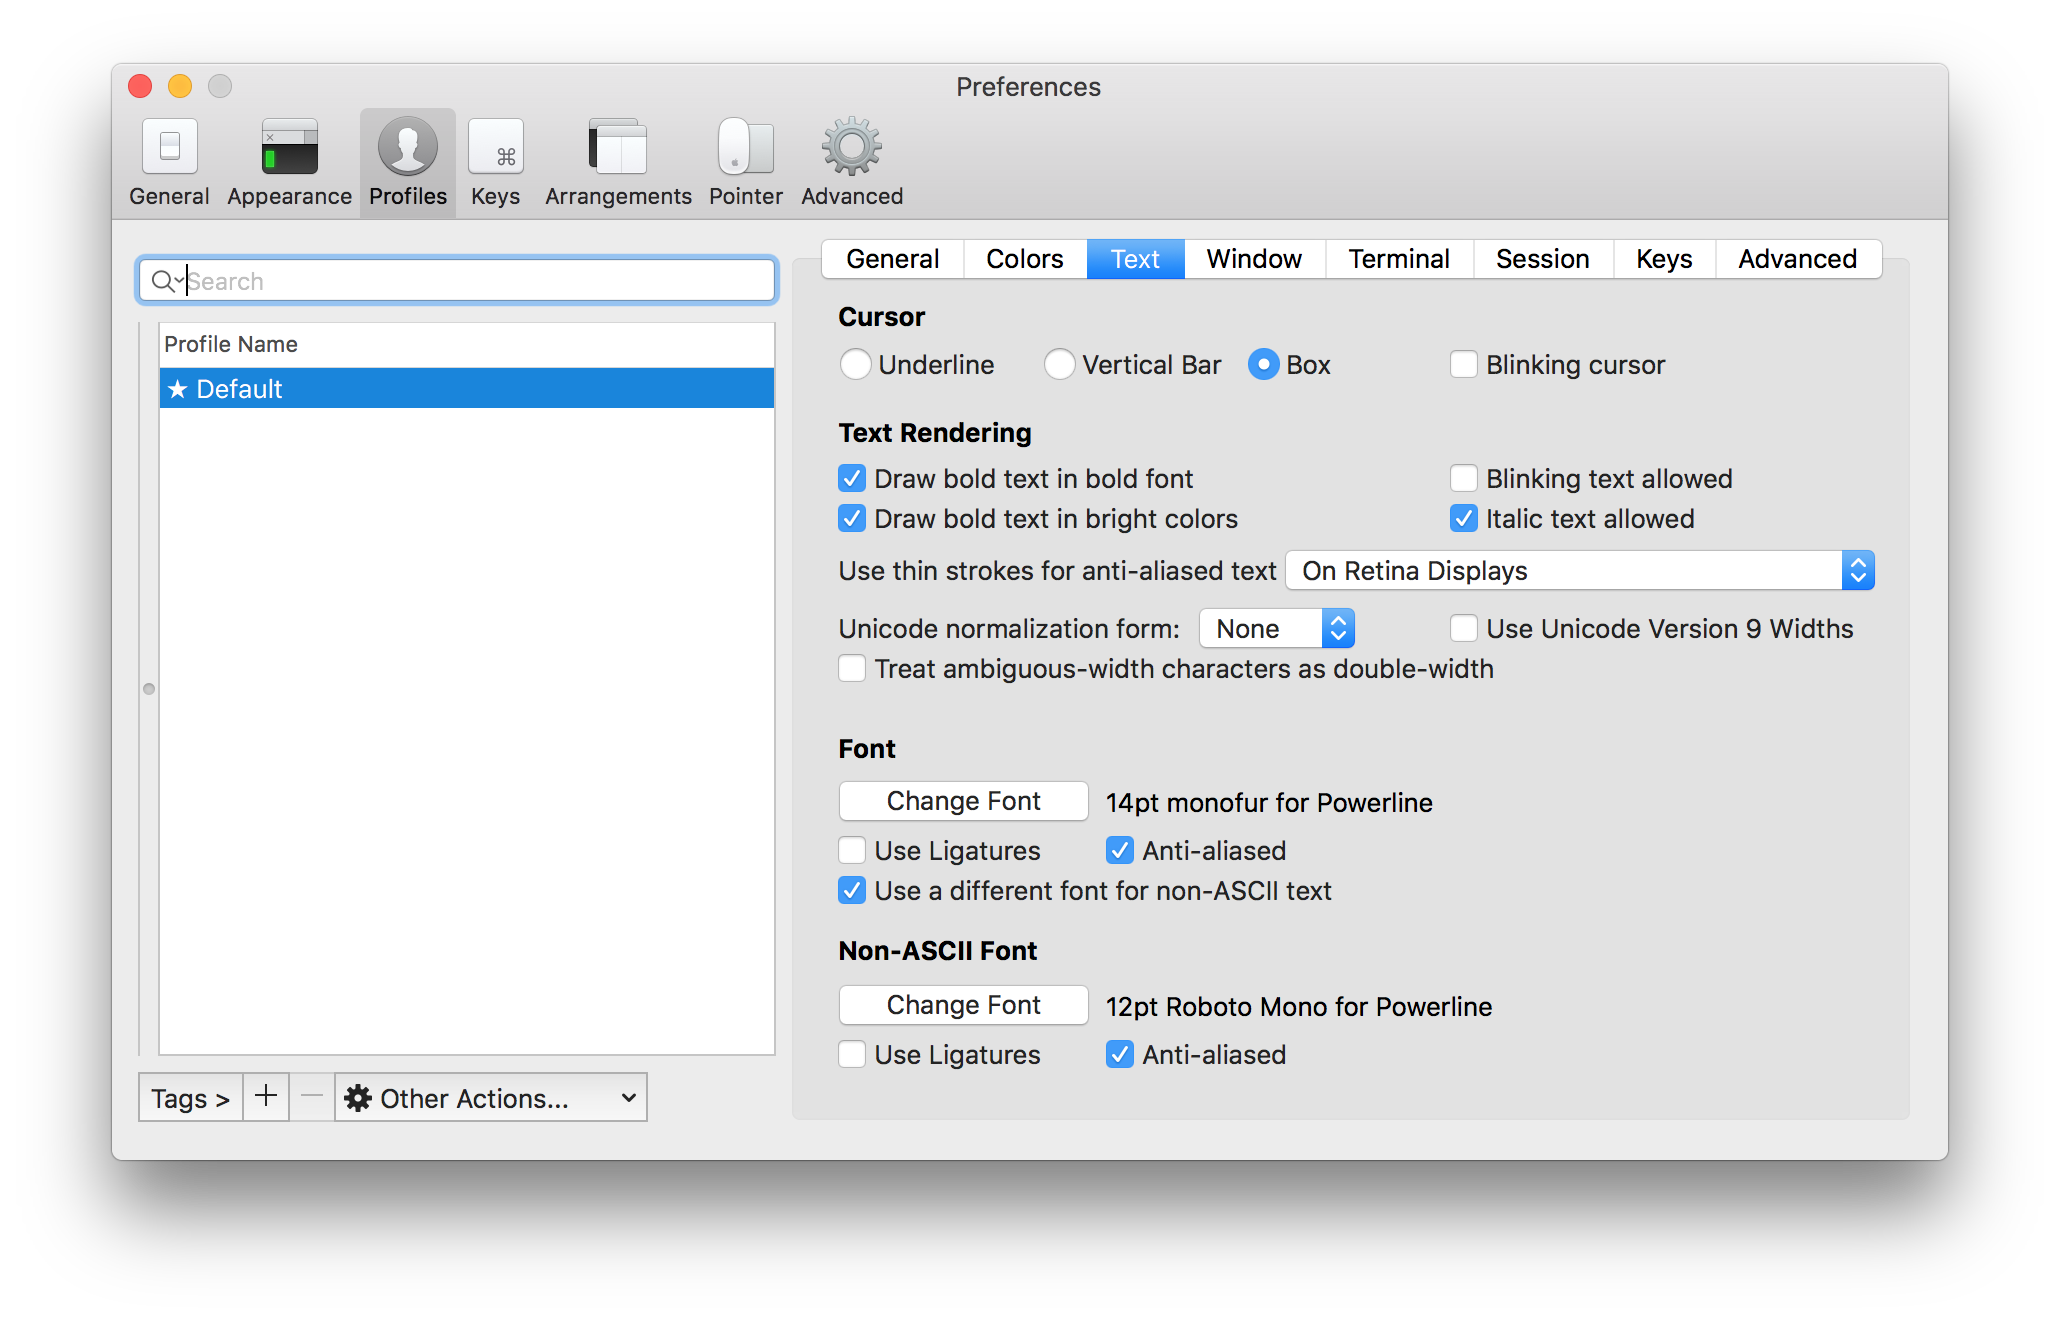 Preferences
General Appearance Profiles Keys Arrangements Pointer Advanced
Search
Profile Name
★ Default
Tags > + − Other Actions...
General Colors Text Window Terminal Session Keys Advanced
Cursor
Underline Vertical Bar Box Blinking cursor
Text Rendering
Draw bold text in bold font Blinking text allowed
Draw bold text in bright colors Italic text allowed
Use thin strokes for anti-aliased text On Retina Displays
Unicode normalization form: None Use Unicode Version 9 Widths
Treat ambiguous-width characters as double-width
Font
Change Font 14pt monofur for Powerline
Use Ligatures Anti-aliased
Use a different font for non-ASCII text
Non-ASCII Font
Change Font 12pt Roboto Mono for Powerline
Use Ligatures Anti-aliased